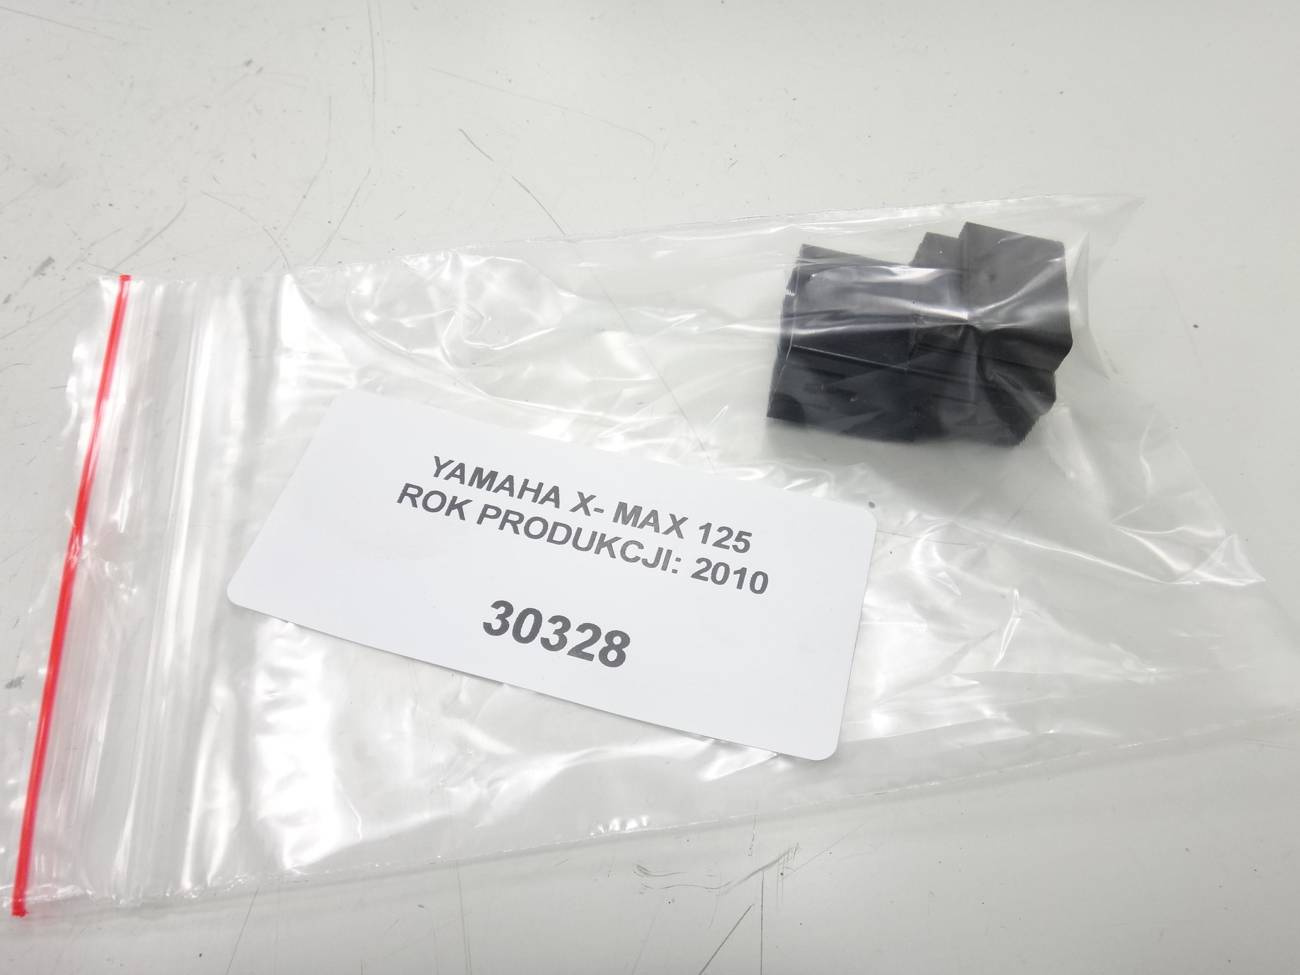 YAMAHA X- MAX 125
ROK PRODUKCJI: 2010
30328